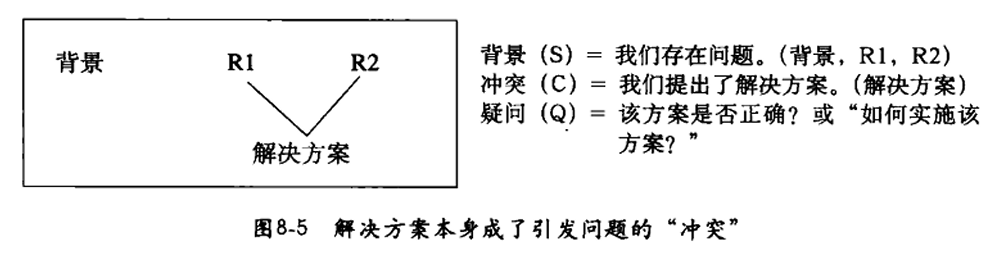 背景 R1 R2
解决方案
背景（S）= 我们存在问题。（背景，R1，R2）
冲突（C）= 我们提出了解决方案。（解决方案）
疑问（Q）= 该方案是否正确？或“如何实施该
方案？”
图8-5 解决方案本身成了引发问题的“冲突”